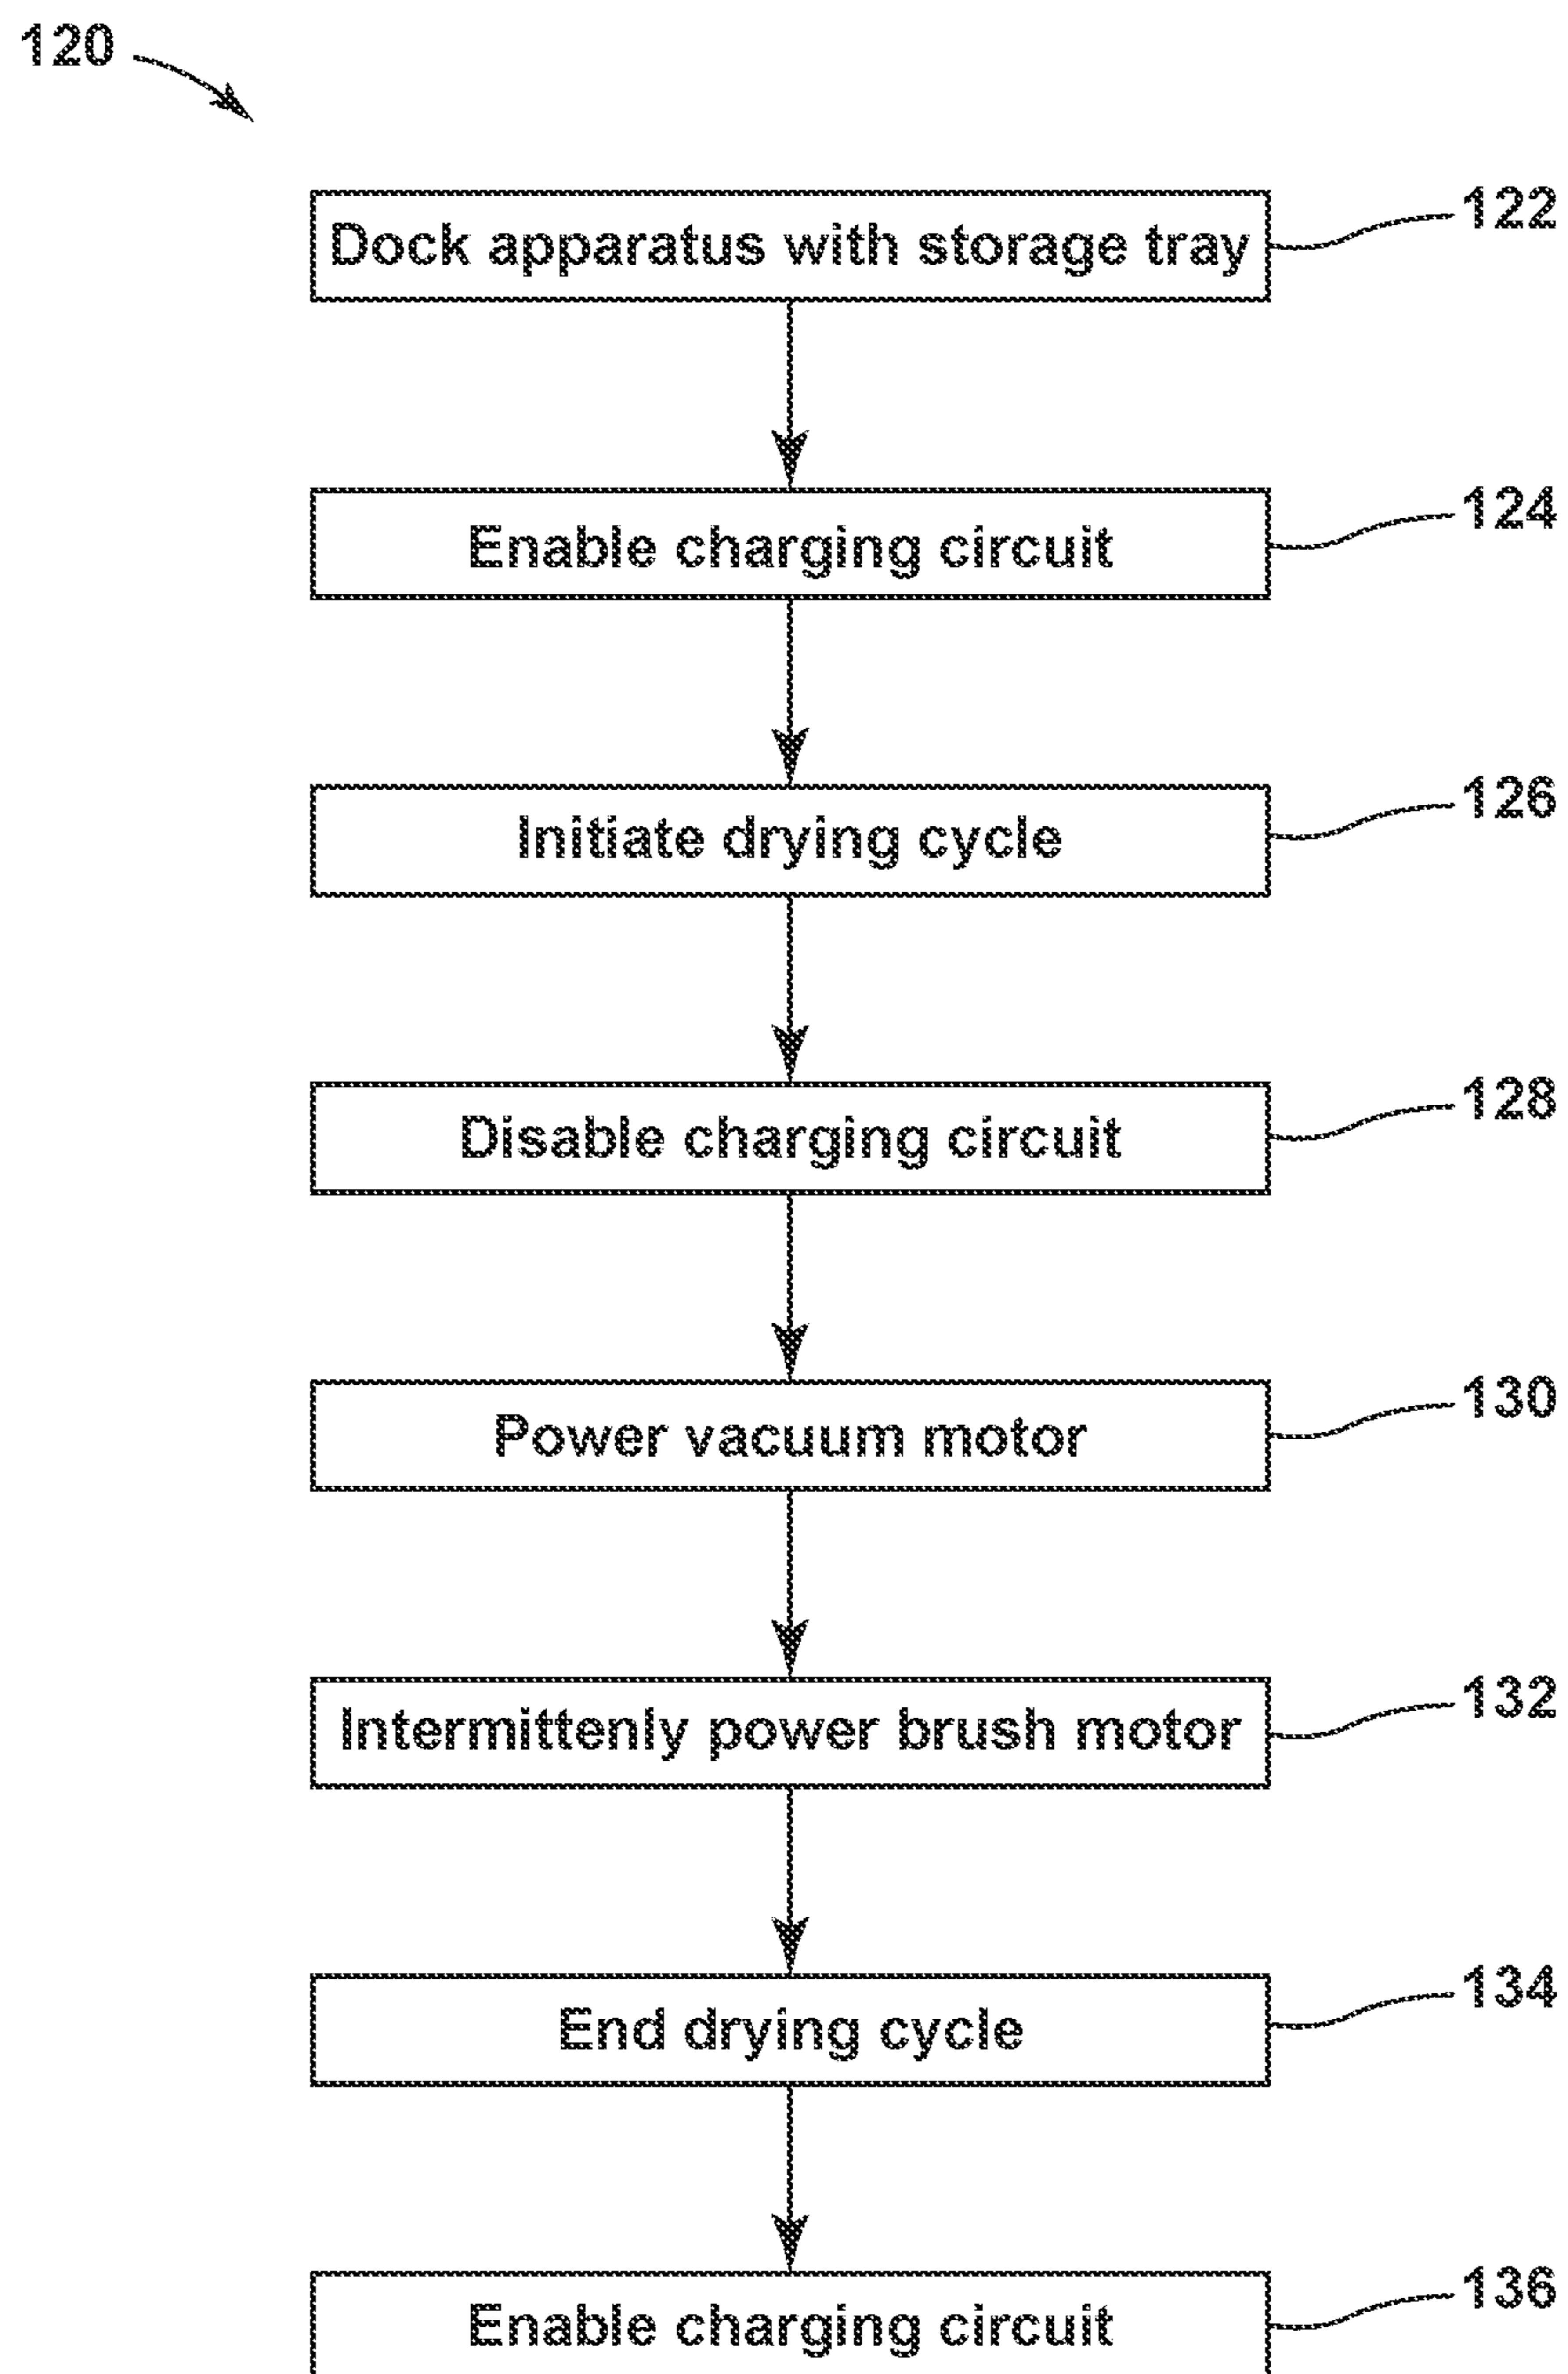 120
Dock apparatus with storage tray 122
Enable charging circuit 124
Initiate drying cycle 126
Disable charging circuit 128
Power vacuum motor 130
Intermittenly power brush motor 132
End drying cycle 134
Enable charging circuit 136